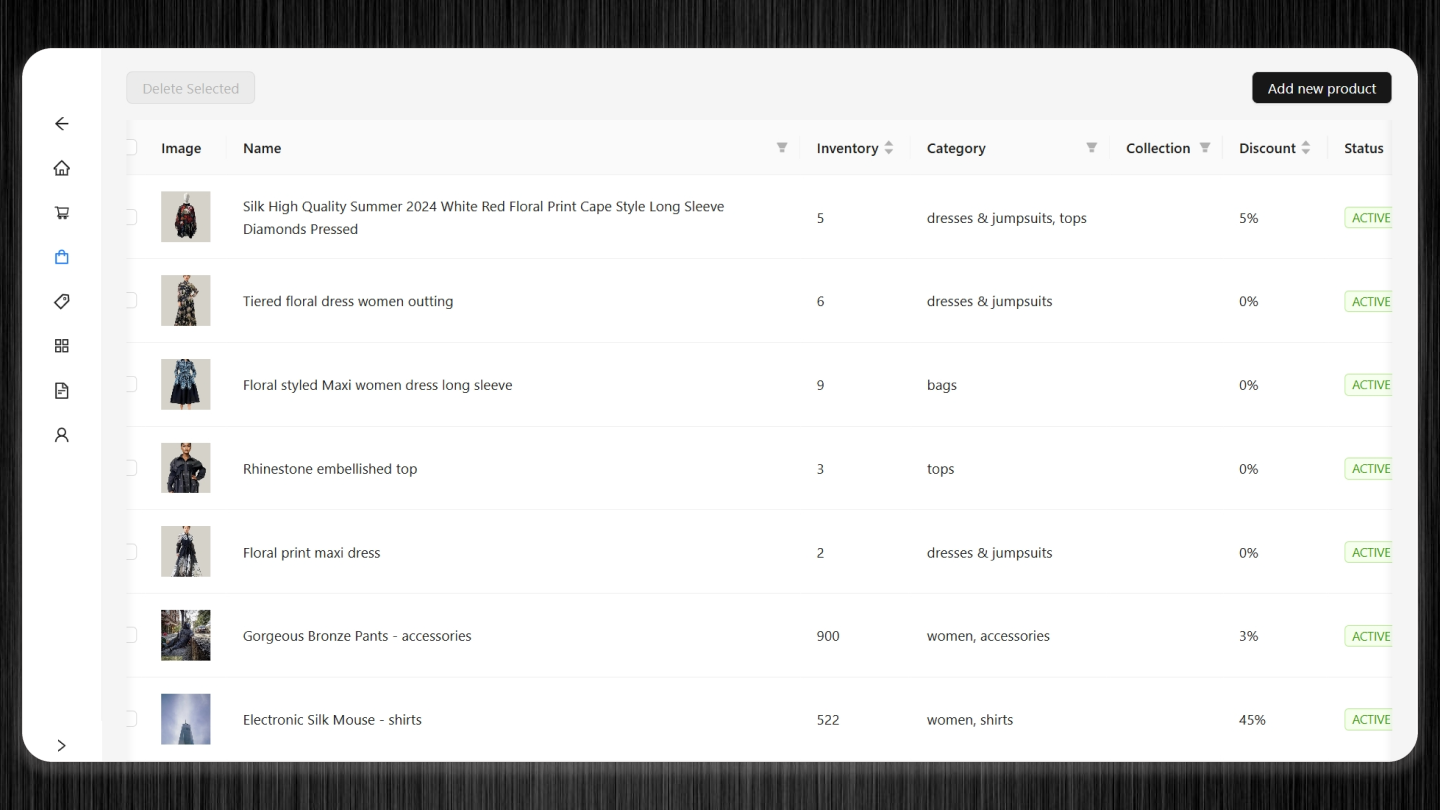 Delete Selected
Add new product
Image Name Inventory Category Collection Discount Status
Silk High Quality Summer 2024 White Red Floral Print Cape Style Long Sleeve
Diamonds Pressed
5 dresses & jumpsuits, tops 5% ACTIVE
Tiered floral dress women outting 6 dresses & jumpsuits 0% ACTIVE
Floral styled Maxi women dress long sleeve 9 bags 0% ACTIVE
Rhinestone embellished top 3 tops 0% ACTIVE
Floral print maxi dress 2 dresses & jumpsuits 0% ACTIVE
Gorgeous Bronze Pants - accessories 900 women, accessories 3% ACTIVE
Electronic Silk Mouse - shirts 522 women, shirts 45% ACTIVE